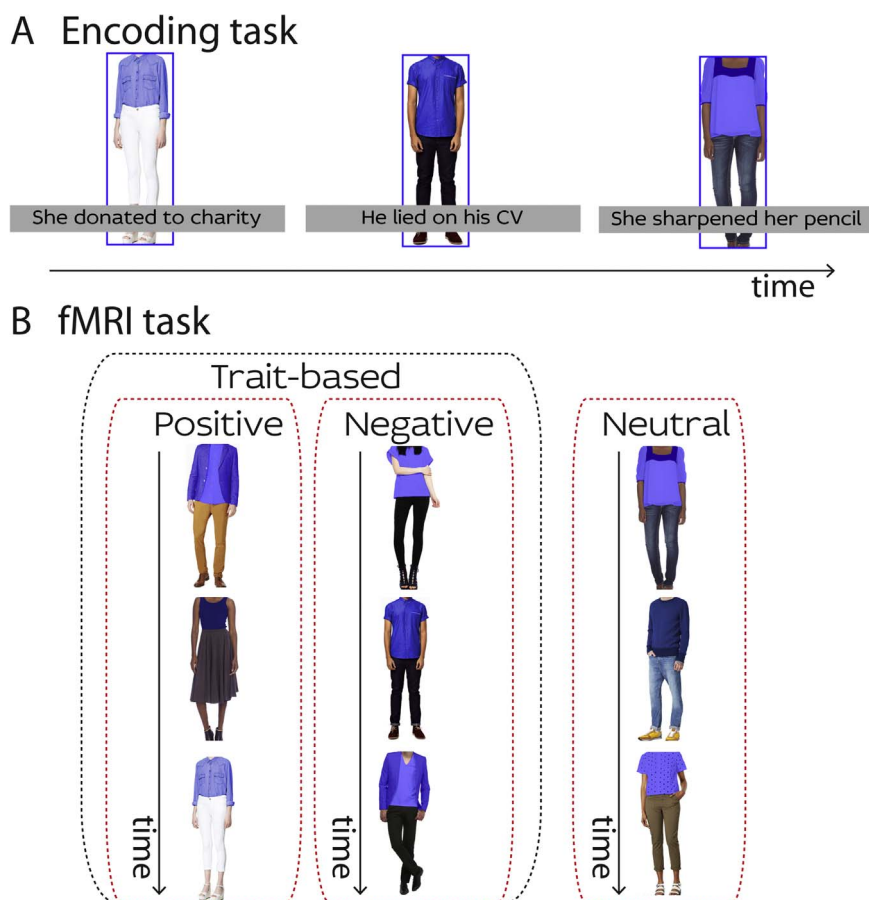 A Encoding task
She donated to charity
He lied on his CV
She sharpened her pencil
time
B fMRI task
Trait-based
Positive
Negative
Neutral
time
time
time